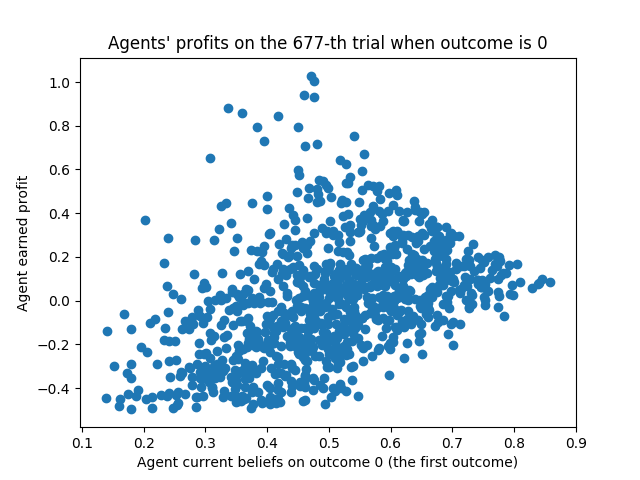 Agents' profits on the 677-th trial when outcome is 0
Agent earned profit
1.0
0.8
0.6
0.4
0.2
0.0
−0.2
−0.4
0.1 0.2 0.3 0.4 0.5 0.6 0.7 0.8 0.9
Agent current beliefs on outcome 0 (the first outcome)